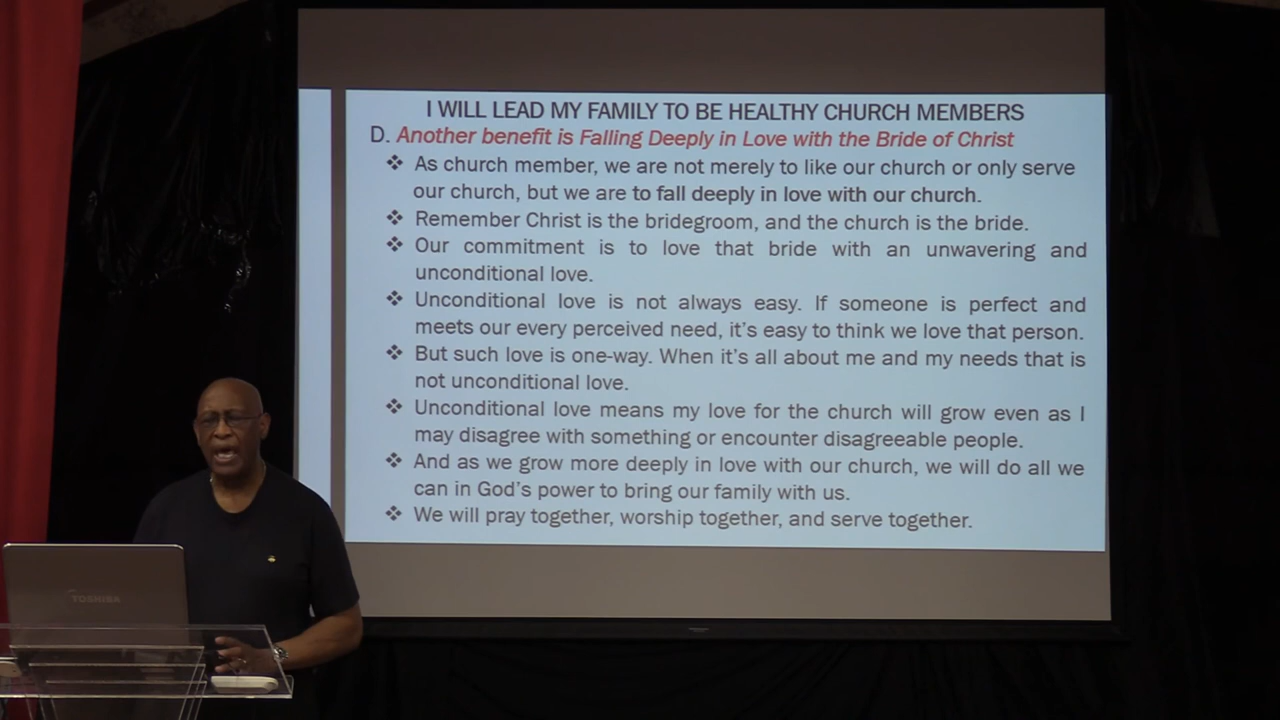 I WILL LEAD MY FAMILY TO BE HEALTHY CHURCH MEMBERS
D. Another benefit is Falling Deeply in Love with the Bride of Christ
❖ As church member, we are not merely to like our church or only serve
our church, but we are to fall deeply in love with our church.
❖ Remember Christ is the bridegroom, and the church is the bride.
❖ Our commitment is to love that bride with an unwavering and
unconditional love.
❖ Unconditional love is not always easy. If someone is perfect and
meets our every perceived need, it's easy to think we love that person.
❖ But such love is one-way. When it's all about me and my needs that is
not unconditional love.
❖ Unconditional love means my love for the church will grow even as I
may disagree with something or encounter disagreeable people.
❖ And as we grow more deeply in love with our church, we will do all we
can in God's power to bring our family with us.
❖ We will pray together, worship together, and serve together.
TOSHIBA